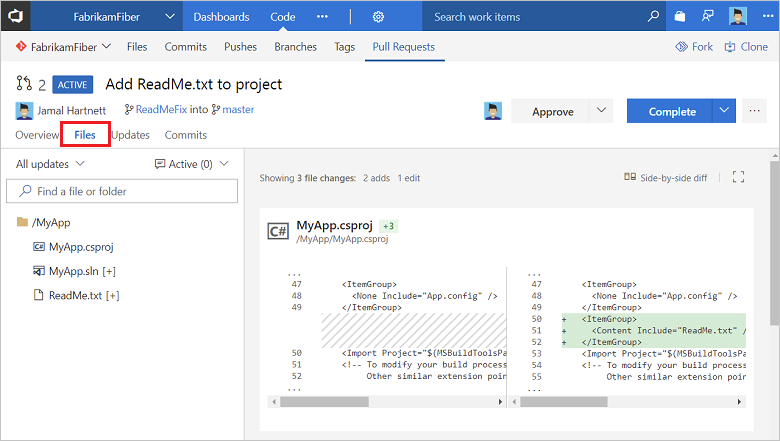 FabrikamFiber Dashboards Code ··· Search work items
FabrikamFiber Files Commits Pushes Branches Tags Pull Requests Fork Clone
2 ACTIVE Add ReadMe.txt to project
Jamal Hartnett ReadMeFix into master Approve Complete ···
Overview Files Updates Commits
All updates Active (0) Showing 3 file changes: 2 adds 1 edit Side-by-side diff
Find a file or folder
/MyApp
C# MyApp.csproj
MyApp.sln [+]
ReadMe.txt [+]
C# MyApp.csproj +3
/MyApp/MyApp.csproj
...
47 <ItemGroup>
48 <None Include="App.config" />
49 </ItemGroup>
50 <Import Project="$(MSBuildToolsPa
51 <!-- To modify your build process
52 Other similar extension poin
...
...
47 <ItemGroup>
48 <None Include="App.config" />
49 </ItemGroup>
50 + <ItemGroup>
51 + <Content Include="ReadMe.txt" /
52 + </ItemGroup>
53 <Import Project="$(MSBuildToolsPa
54 <!-- To modify your build process
55 Other similar extension poin
...